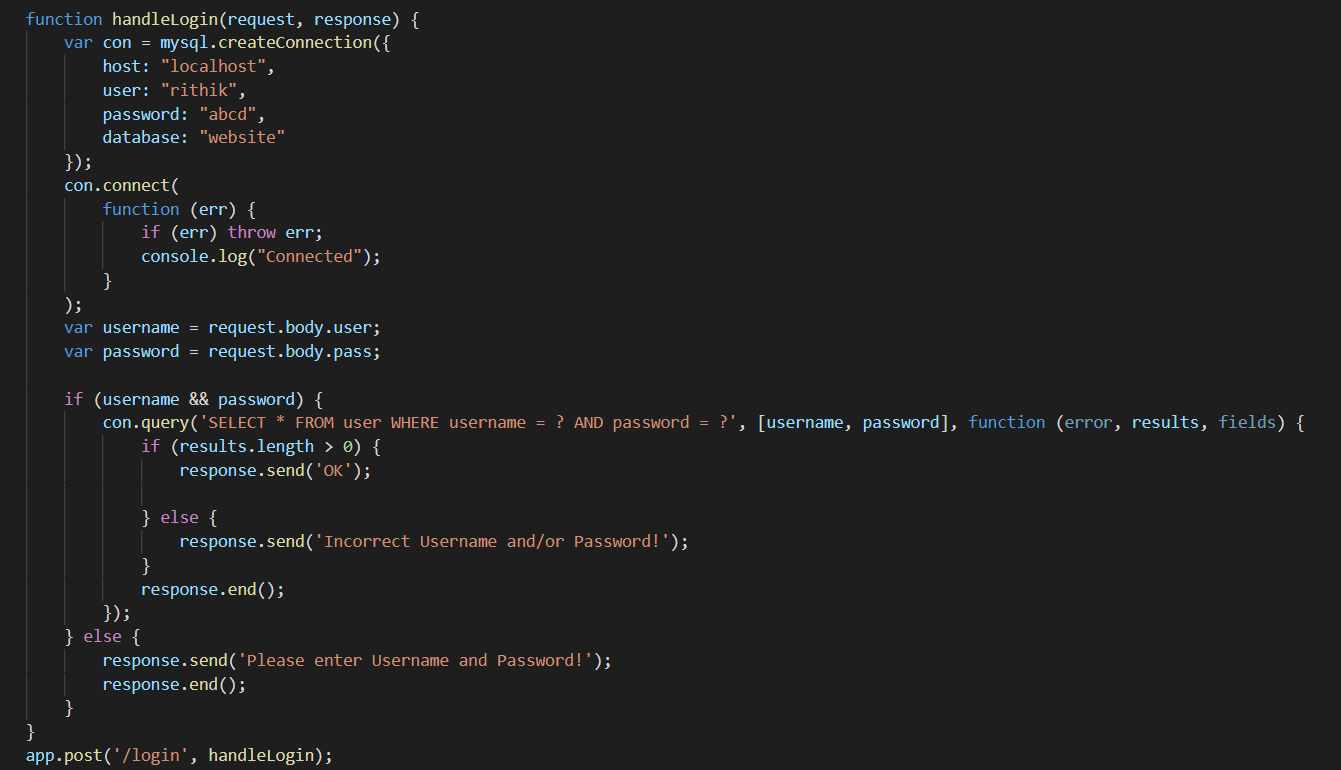 function handleLogin(request, response) {
    var con = mysql.createConnection({
        host: "localhost",
        user: "rithik",
        password: "abcd",
        database: "website"
    });
    con.connect(
        function (err) {
            if (err) throw err;
            console.log("Connected");
        }
    );
    var username = request.body.user;
    var password = request.body.pass;

    if (username && password) {
        con.query('SELECT * FROM user WHERE username = ? AND password = ?', [username, password], function (error, results, fields) {
            if (results.length > 0) {
                response.send('OK');

            } else {
                response.send('Incorrect Username and/or Password!');
            }
            response.end();
        });
    } else {
        response.send('Please enter Username and Password!');
        response.end();
    }
}
app.post('/login', handleLogin);